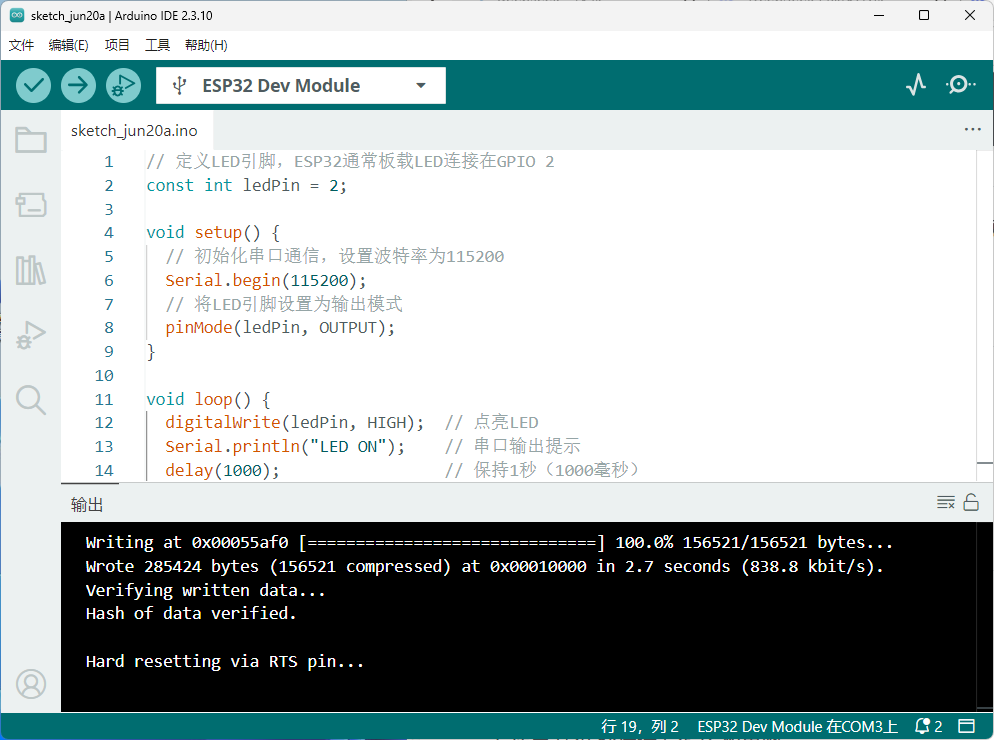 sketch_jun20a | Arduino IDE 2.3.10
文件 编辑(E) 项目 工具 帮助(H)
ESP32 Dev Module
sketch_jun20a.ino
1 // 定义LED引脚，ESP32通常板载LED连接在GPIO 2
2 const int ledPin = 2;
3
4 void setup() {
5 // 初始化串口通信，设置波特率为115200
6 Serial.begin(115200);
7 // 将LED引脚设置为输出模式
8 pinMode(ledPin, OUTPUT);
9 }
10
11 void loop() {
12 digitalWrite(ledPin, HIGH); // 点亮LED
13 Serial.println("LED ON"); // 串口输出提示
14 delay(1000); // 保持1秒（1000毫秒）
输出
Writing at 0x00055af0 [==============================] 100.0% 156521/156521 bytes...
Wrote 285424 bytes (156521 compressed) at 0x00010000 in 2.7 seconds (838.8 kbit/s).
Verifying written data...
Hash of data verified.
Hard resetting via RTS pin...
行 19，列 2 ESP32 Dev Module 在COM3上 2